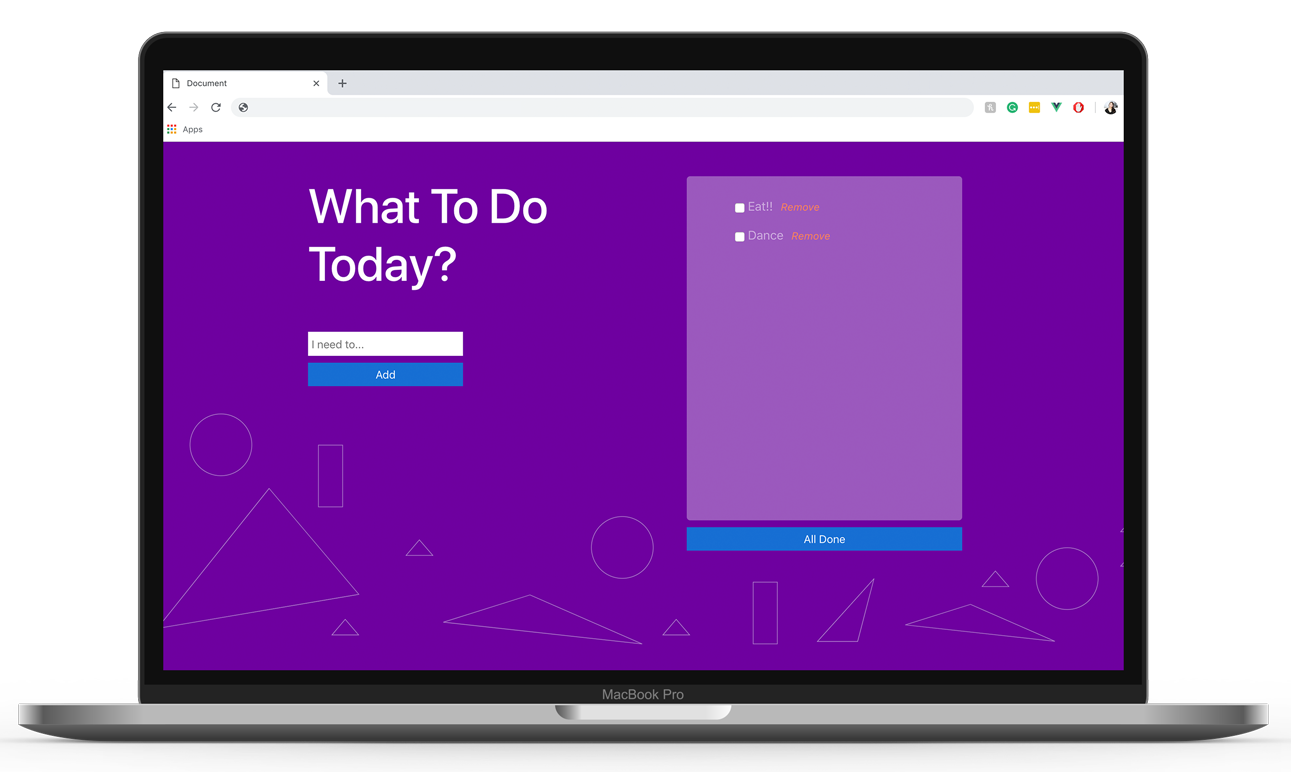 Document
Apps
What To Do
Today?
I need to...
Add
Eat!! Remove
Dance Remove
All Done
MacBook Pro